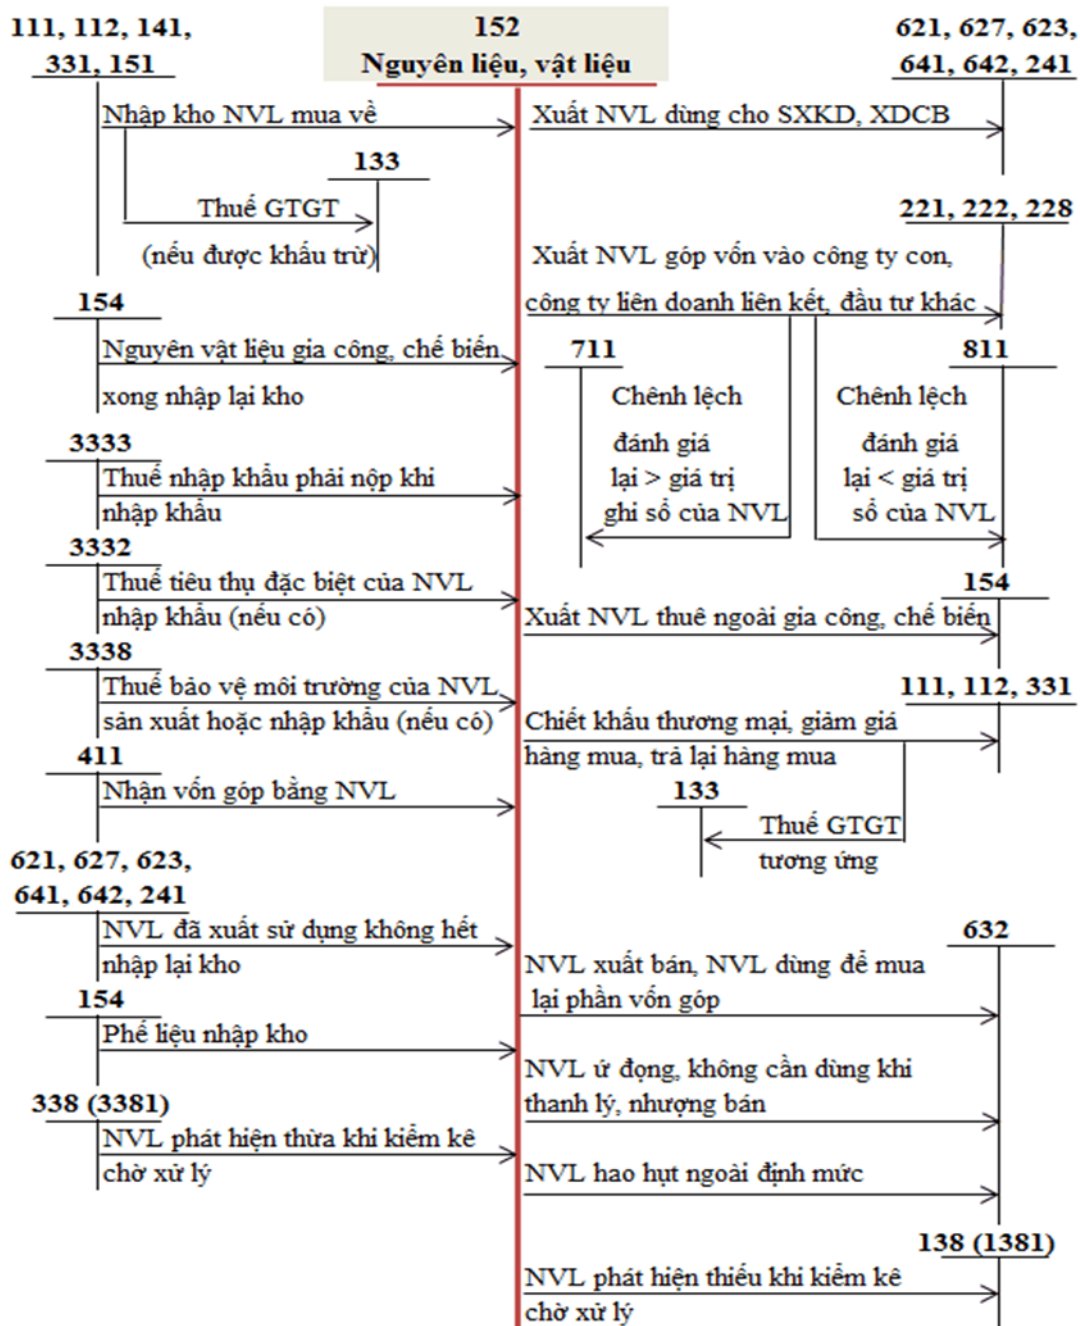 111, 112, 141,
331, 151
152
Nguyên liệu, vật liệu
621, 627, 623,
641, 642, 241
Nhập kho NVL mua về
133
Thuế GTGT
(nếu được khấu trừ)
154
Nguyên vật liệu gia công, chế biến
xong nhập lại kho
3333
Thuế nhập khẩu phải nộp khi
nhập khẩu
3332
Thuế tiêu thụ đặc biệt của NVL
nhập khẩu (nếu có)
3338
Thuế bảo vệ môi trường của NVL
sản xuất hoặc nhập khẩu (nếu có)
411
Nhận vốn góp bằng NVL
621, 627, 623,
641, 642, 241
NVL đã xuất sử dụng không hết
nhập lại kho
154
Phế liệu nhập kho
338 (3381)
NVL phát hiện thừa khi kiểm kê
chờ xử lý
Xuất NVL dùng cho SXKD, XDCB
221, 222, 228
Xuất NVL góp vốn vào công ty con,
công ty liên doanh liên kết, đầu tư khác
711
Chênh lệch
đánh giá
lại > giá trị
ghi sổ của NVL
811
Chênh lệch
đánh giá
lại < giá trị
sổ của NVL
154
Xuất NVL thuê ngoài gia công, chế biến
111, 112, 331
Chiết khấu thương mại, giảm giá
hàng mua, trả lại hàng mua
133
Thuế GTGT
tương ứng
632
NVL xuất bán, NVL dùng để mua
lại phần vốn góp
NVL ứ đọng, không cần dùng khi
thanh lý, nhượng bán
NVL hao hụt ngoài định mức
138 (1381)
NVL phát hiện thiếu khi kiểm kê
chờ xử lý